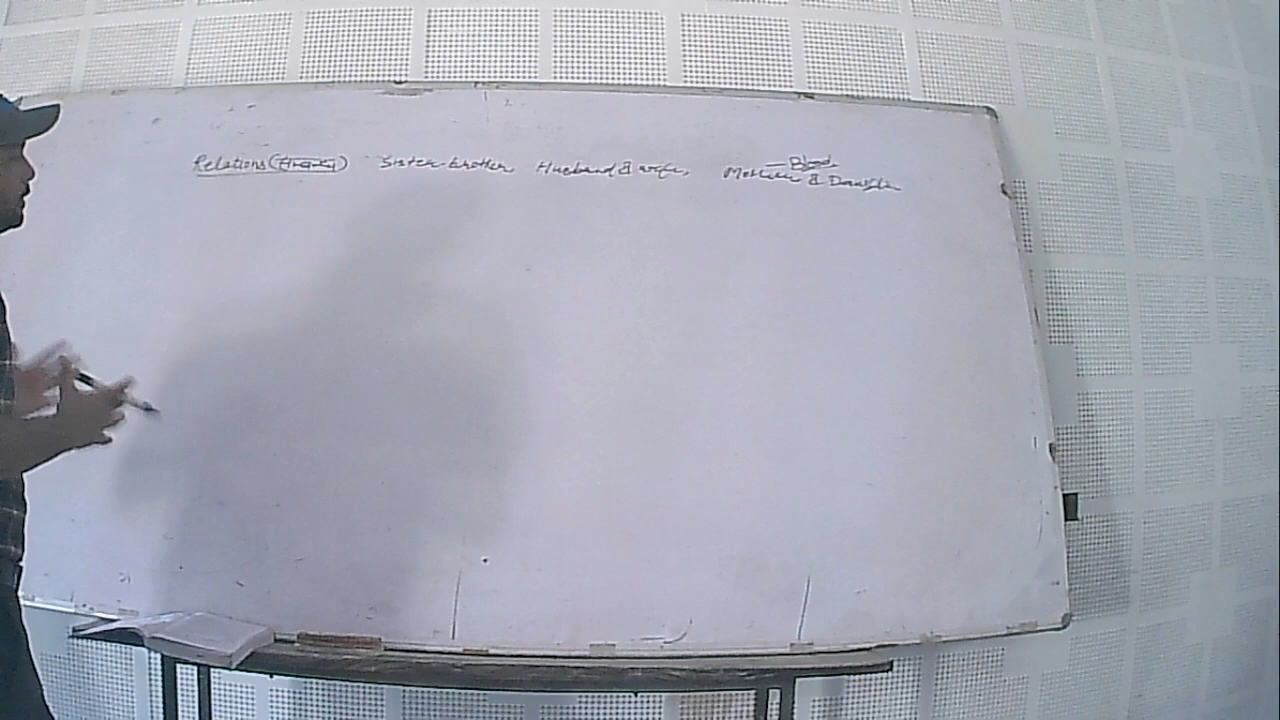 — Blood
Relations Sister-brother, Husband & wife, Mother & Daughter